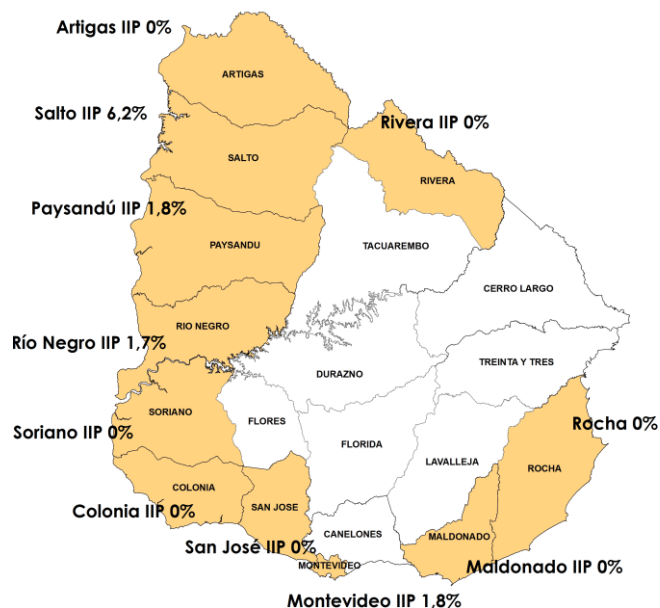 Artigas IIP 0%
ARTIGAS
Salto IIP 6,2%
Rivera IIP 0%
SALTO
RIVERA
Paysandú IIP 1,8%
PAYSANDU
TACUAREMBO
CERRO LARGO
RIO NEGRO
Río Negro IIP 1,7%
TREINTA Y TRES
DURAZNO
SORIANO
FLORES
Rocha 0%
Soriano IIP 0%
FLORIDA
LAVALLEJA
ROCHA
COLONIA
Colonia IIP 0%
SAN JOSE
CANELONES
MALDONADO
San José IIP 0%
MONTEVIDEO
Maldonado IIP 0%
Montevideo IIP 1,8%